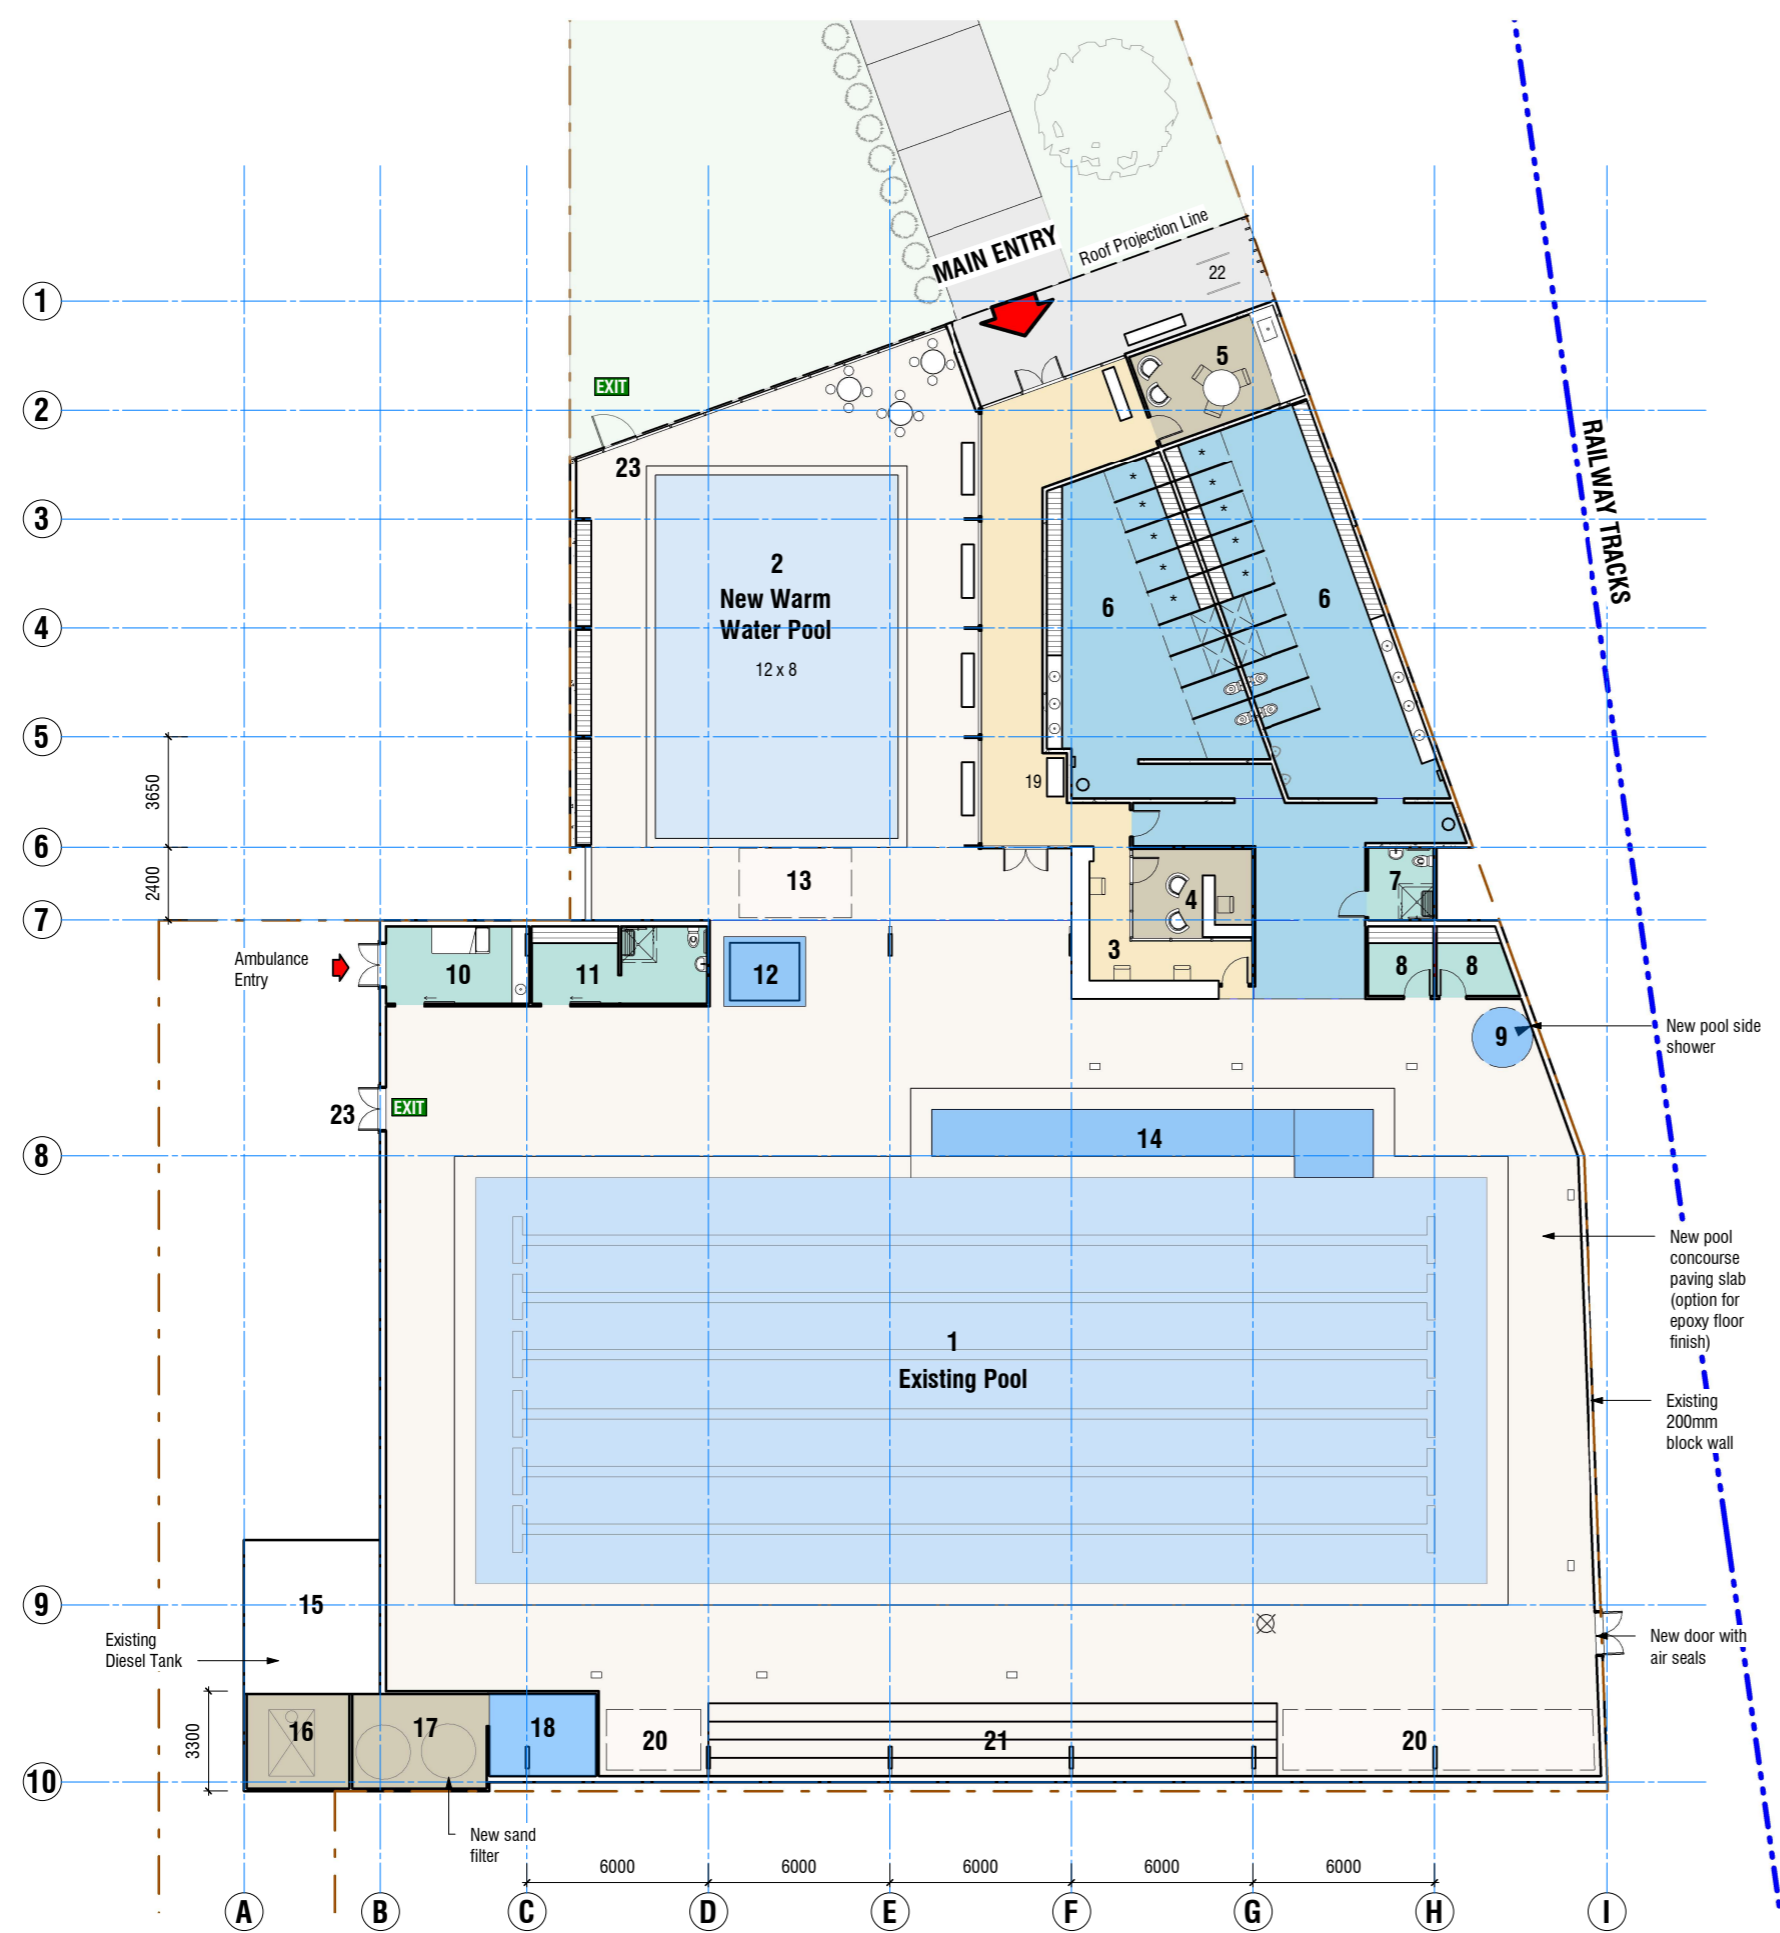 MAIN ENTRY
Roof Projection Line
22
1
5
EXIT
2
RAILWAY TRACKS
23
*
*
*
*
*
*
*
*
*
*
3
2
New Warm
Water Pool
12 x 8
6
6
4
5
3650
19
6
2400
13
7
4
7
Ambulance
Entry
10
11
12
3
8
8
9
New pool side
shower
23
EXIT
14
8
New pool
concourse
paving slab
(option for
epoxy floor
finish)
1
Existing Pool
Existing
200mm
block wall
9
15
Existing
Diesel Tank
New door with
air seals
3300
16
17
18
20
21
20
10
New sand
filter
6000
6000
6000
6000
6000
A
B
C
D
E
F
G
H
I